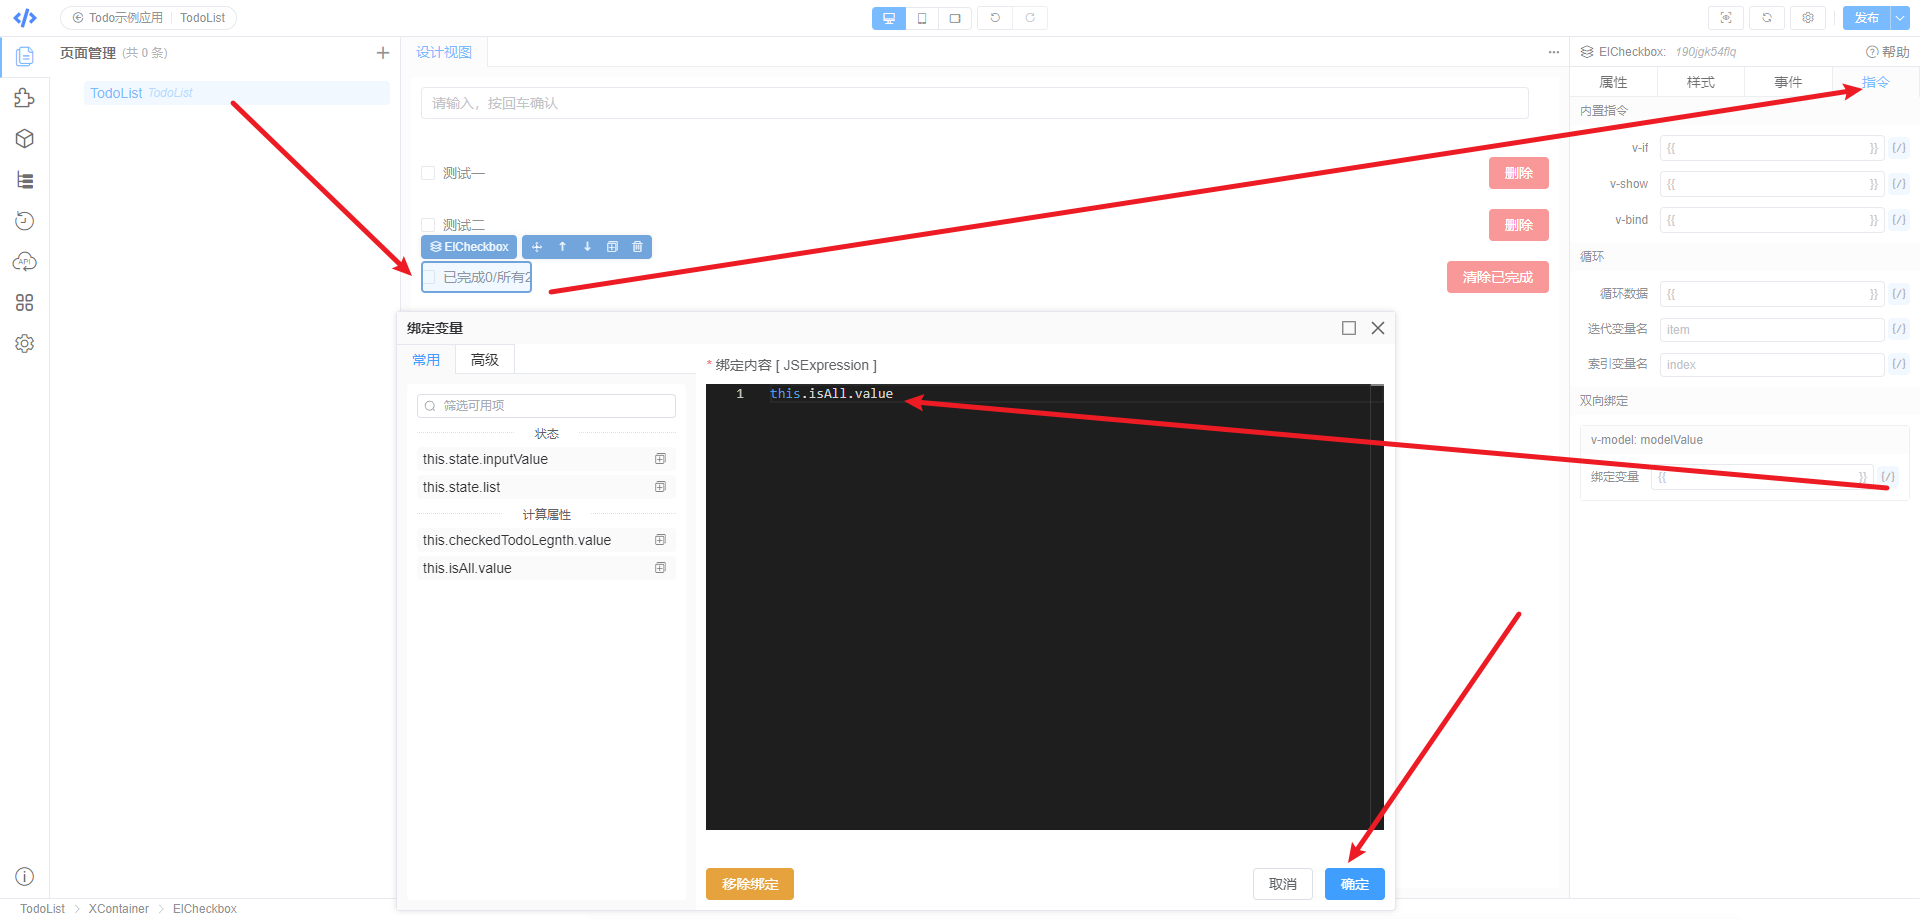 Todo示例应用 TodoList
发布
页面管理 (共 0 条)
TodoList TodoList
设计视图
请输入，按回车确认
测试一
删除
测试二
删除
ElCheckbox
已完成0/所有2
清除已完成
ElCheckbox: 190jgk54flq
帮助
属性 样式 事件 指令
内置指令
v-if {{ }} {/}
v-show {{ }} {/}
v-bind {{ }} {/}
循环
循环数据 {{ }} {/}
迭代变量名 item {/}
索引变量名 index {/}
双向绑定
v-model: modelValue
绑定变量 {{ }} {/}
绑定变量
常用 高级
筛选可用项
状态
this.state.inputValue
this.state.list
计算属性
this.checkedTodoLegnth.value
this.isAll.value
* 绑定内容 [ JSExpression ]
1 this.isAll.value
移除绑定
取消 确定
API
TodoList > XContainer > ElCheckbox